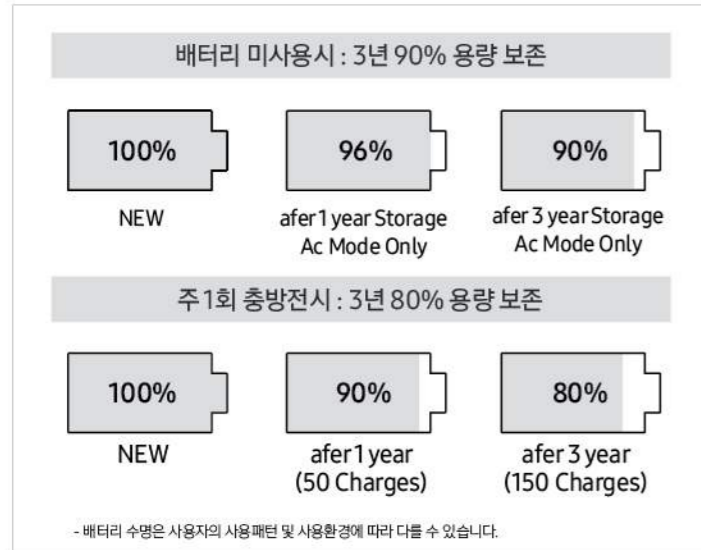 배터리 미사용시 : 3년 90% 용량 보존
100%
96%
90%
NEW
afer 1 year Storage
Ac Mode Only
afer 3 year Storage
Ac Mode Only
주 1회 충방전시 : 3년 80% 용량 보존
100%
90%
80%
NEW
afer 1 year
(50 Charges)
afer 3 year
(150 Charges)
- 배터리 수명은 사용자의 사용패턴 및 사용환경에 따라 다를 수 있습니다.